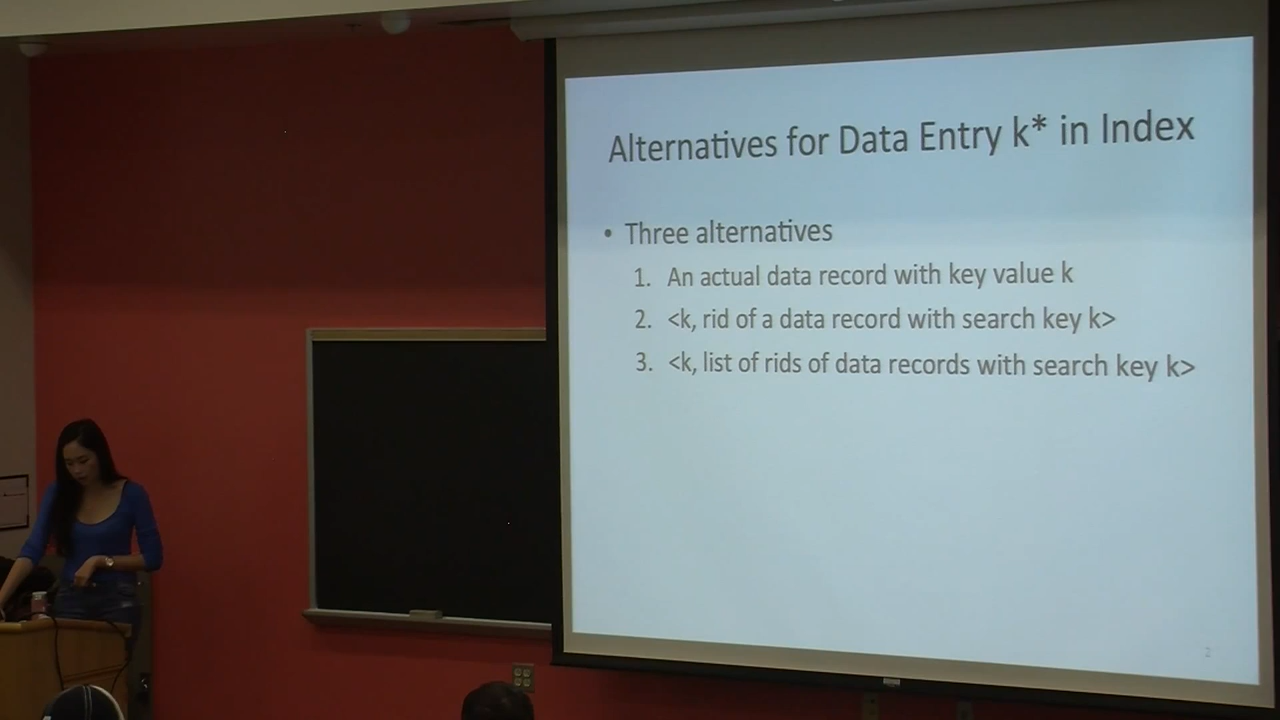 Alternatives for Data Entry k* in Index
• Three alternatives
1. An actual data record with key value k
2. <k, rid of a data record with search key k>
3. <k, list of rids of data records with search key k>
2